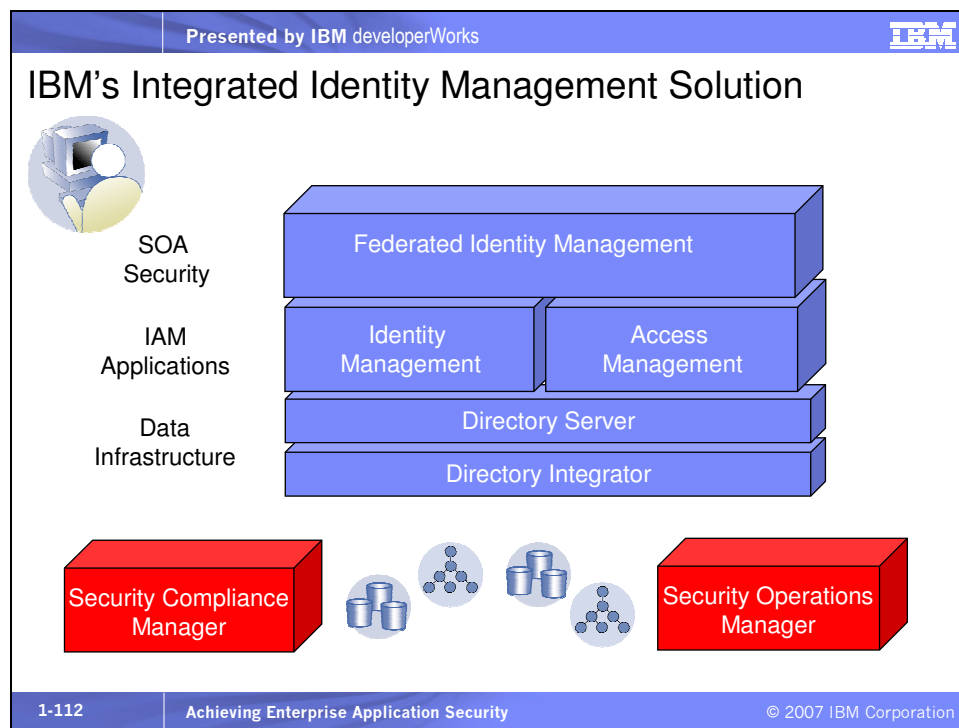 Presented by IBM developerWorks
IBM
IBM's Integrated Identity Management Solution
SOA
Security
Federated Identity Management
IAM
Applications
Identity
Management
Access
Management
Data
Infrastructure
Directory Server
Directory Integrator
Security Compliance
Manager
Security Operations
Manager
1-112
Achieving Enterprise Application Security
© 2007 IBM Corporation